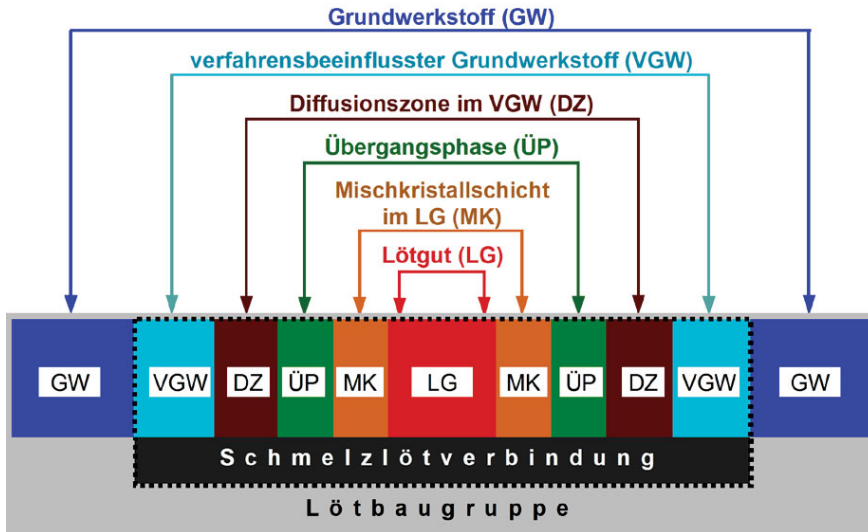 Grundwerkstoff (GW)
verfahrensbeeinflusster Grundwerkstoff (VGW)
Diffusionszone im VGW (DZ)
Übergangsphase (ÜP)
Mischkristallschicht
im LG (MK)
Lötgut (LG)
GW VGW DZ ÜP MK LG MK ÜP DZ VGW GW
Schmelzlötverbindung
Lötbaugruppe